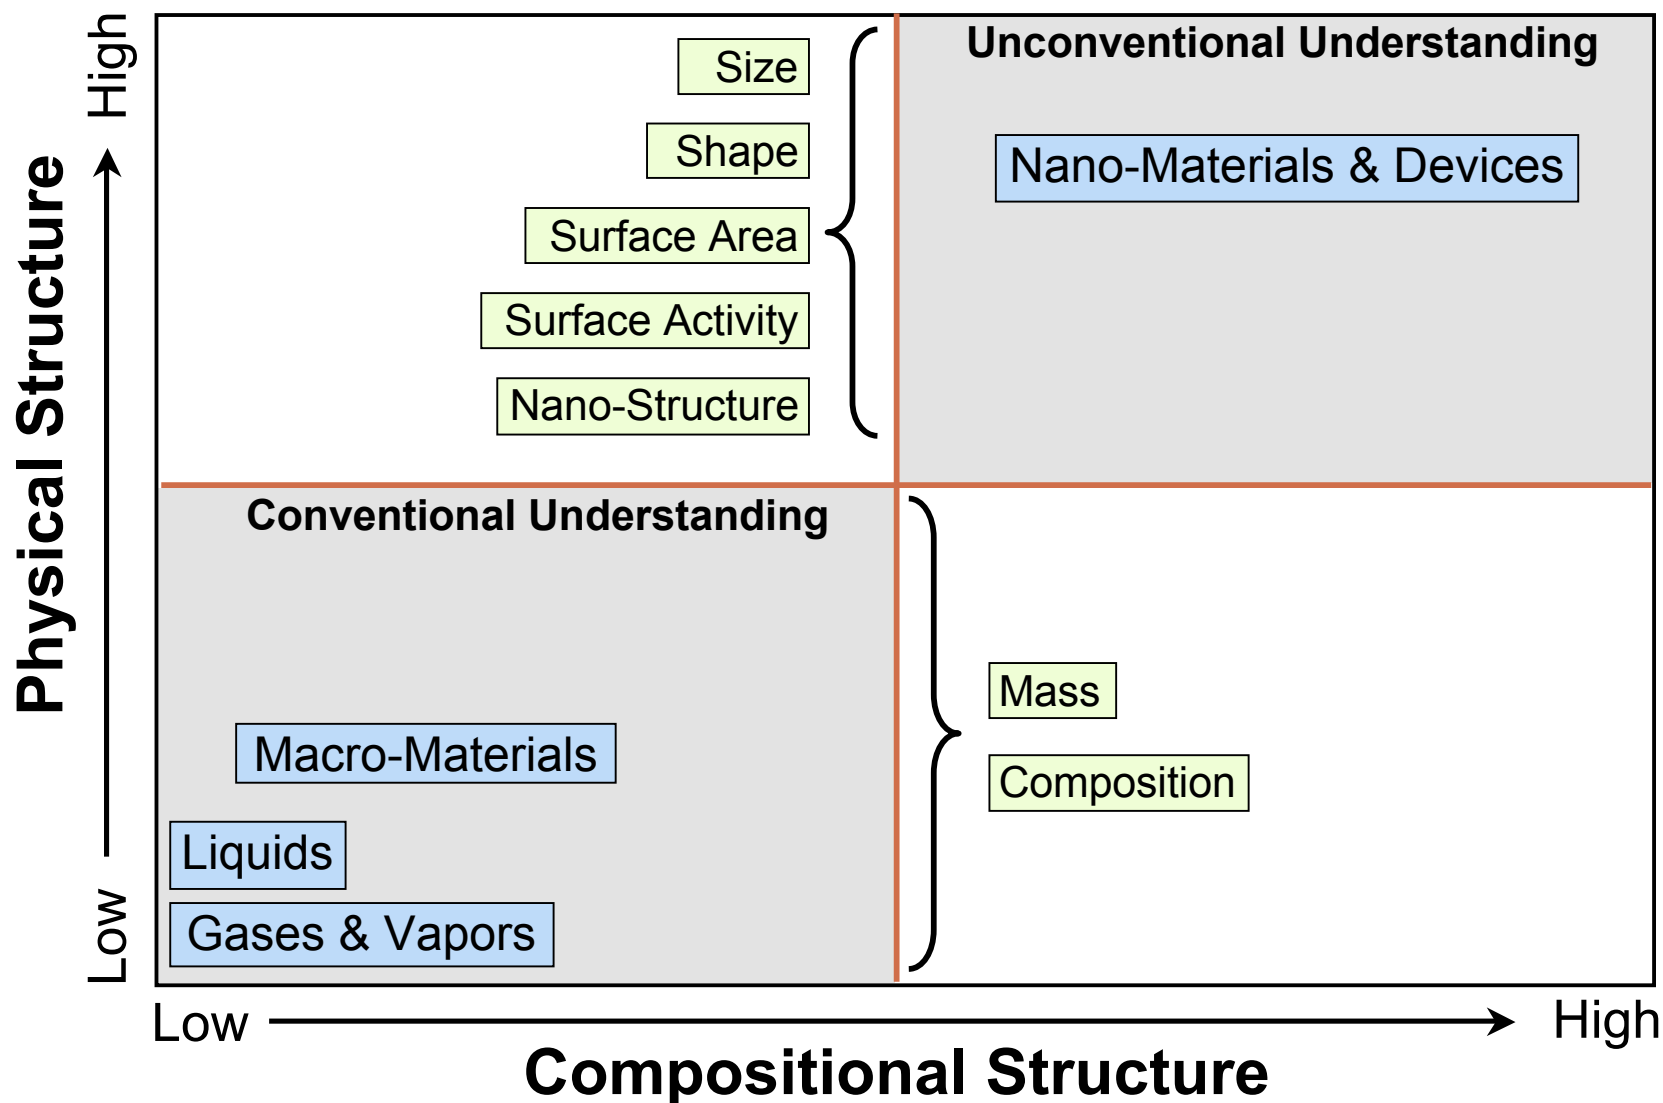 High
Physical Structure
Low
Size
Shape
Surface Area
Surface Activity
Nano-Structure
Unconventional Understanding
Nano-Materials & Devices
Conventional Understanding
Macro-Materials
Liquids
Gases & Vapors
Mass
Composition
Low
High
Compositional Structure